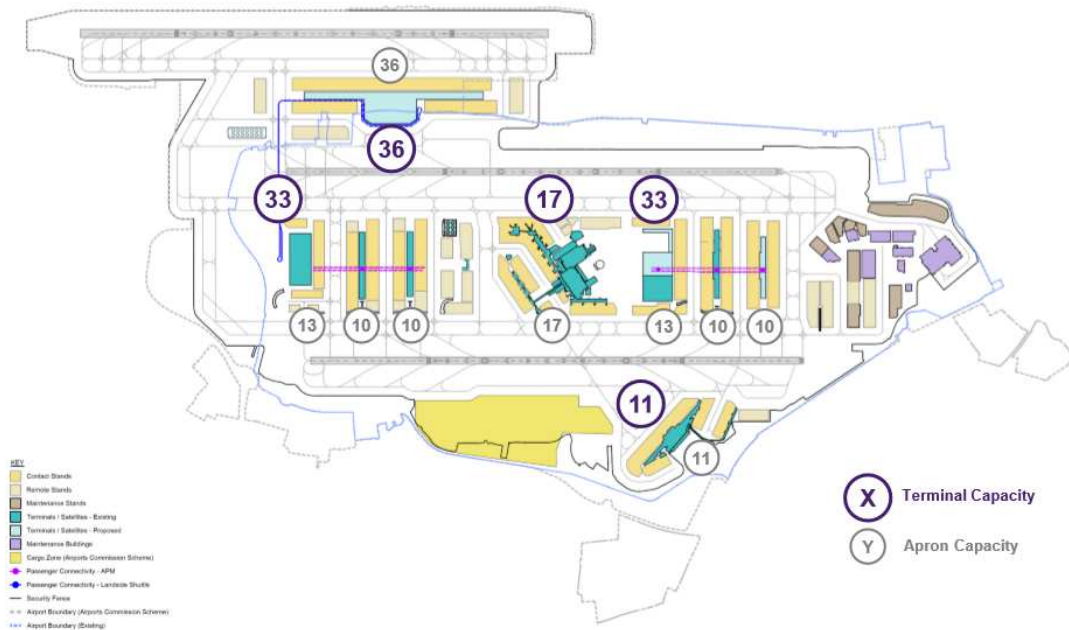 36
36
33
17
33
13
10
10
17
13
10
10
11
11
KEY
Contact Stands
Remote Stands
Maintenance Stands
Terminals / Satellites - Existing
Terminals / Satellites - Proposed
Maintenance Buildings
Cargo Zone (Airports Commission Scheme)
Passenger Connectivity - APM
Passenger Connectivity - Landside Shuttle
Security Fence
Airport Boundary (Airports Commission Scheme)
Airport Boundary (Existing)
X Terminal Capacity
Y Apron Capacity